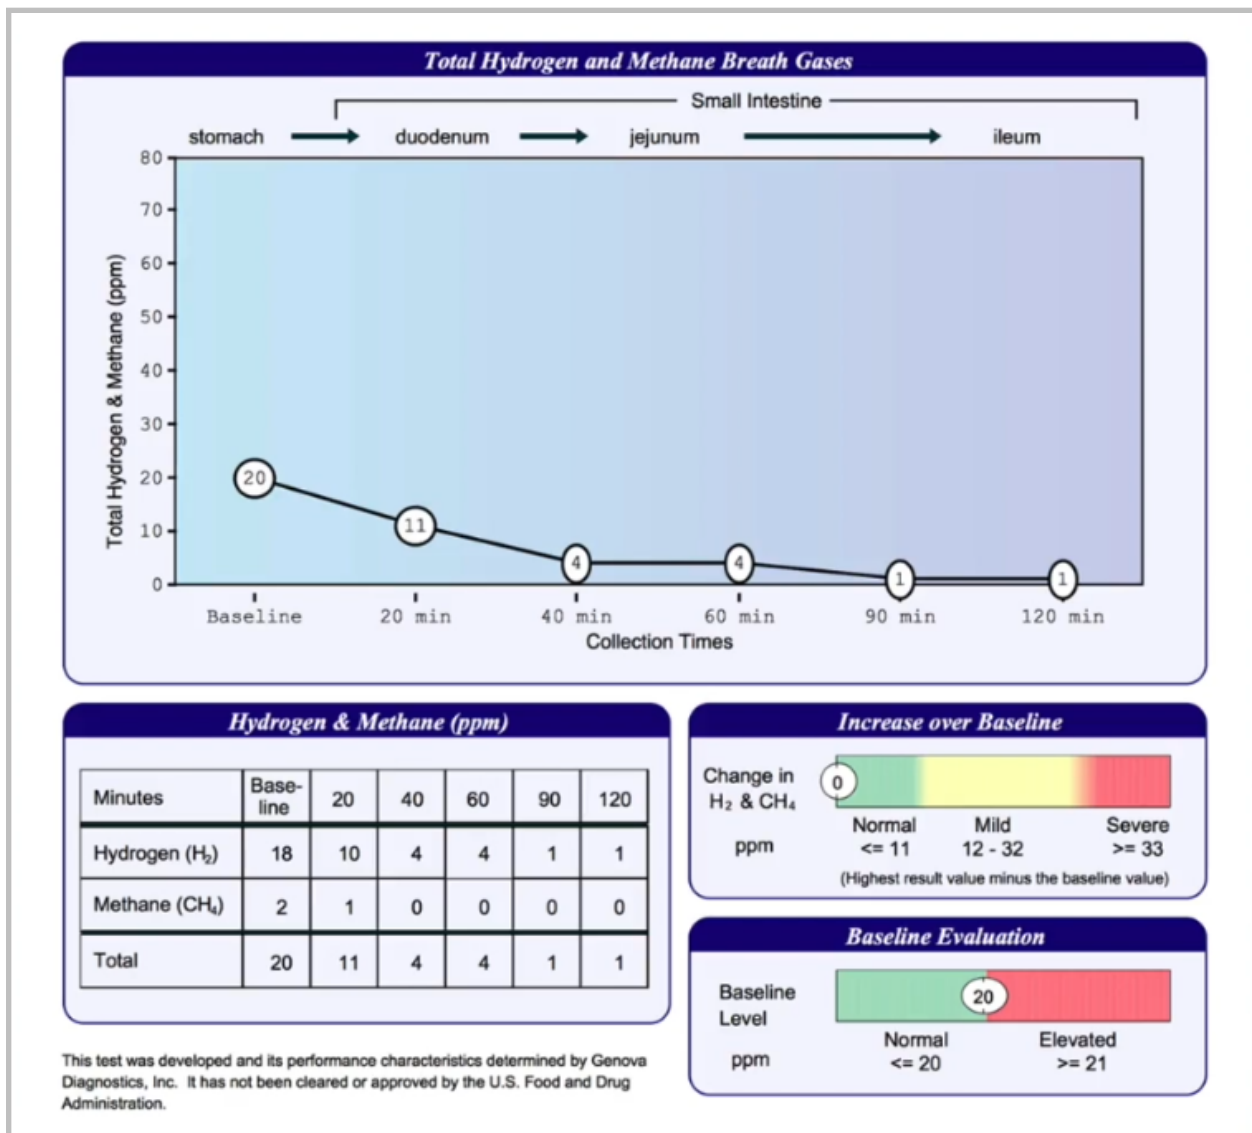 Total Hydrogen and Methane Breath Gases
Small Intestine
stomach duodenum jejunum ileum
Total Hydrogen & Methane (ppm)
80
70
60
50
40
30
20
10
0
20 11 4 4 1 1
Baseline 20 min 40 min 60 min 90 min 120 min
Collection Times
Hydrogen & Methane (ppm)
Minutes Base-line 20 40 60 90 120
Hydrogen (H₂) 18 10 4 4 1 1
Methane (CH₄) 2 1 0 0 0 0
Total 20 11 4 4 1 1
This test was developed and its performance characteristics determined by Genova
Diagnostics, Inc. It has not been cleared or approved by the U.S. Food and Drug
Administration.
Increase over Baseline
Change in
H₂ & CH₄
ppm
0
Normal Mild Severe
<= 11 12 - 32 >= 33
(Highest result value minus the baseline value)
Baseline Evaluation
Baseline
Level
ppm
20
Normal Elevated
<= 20 >= 21